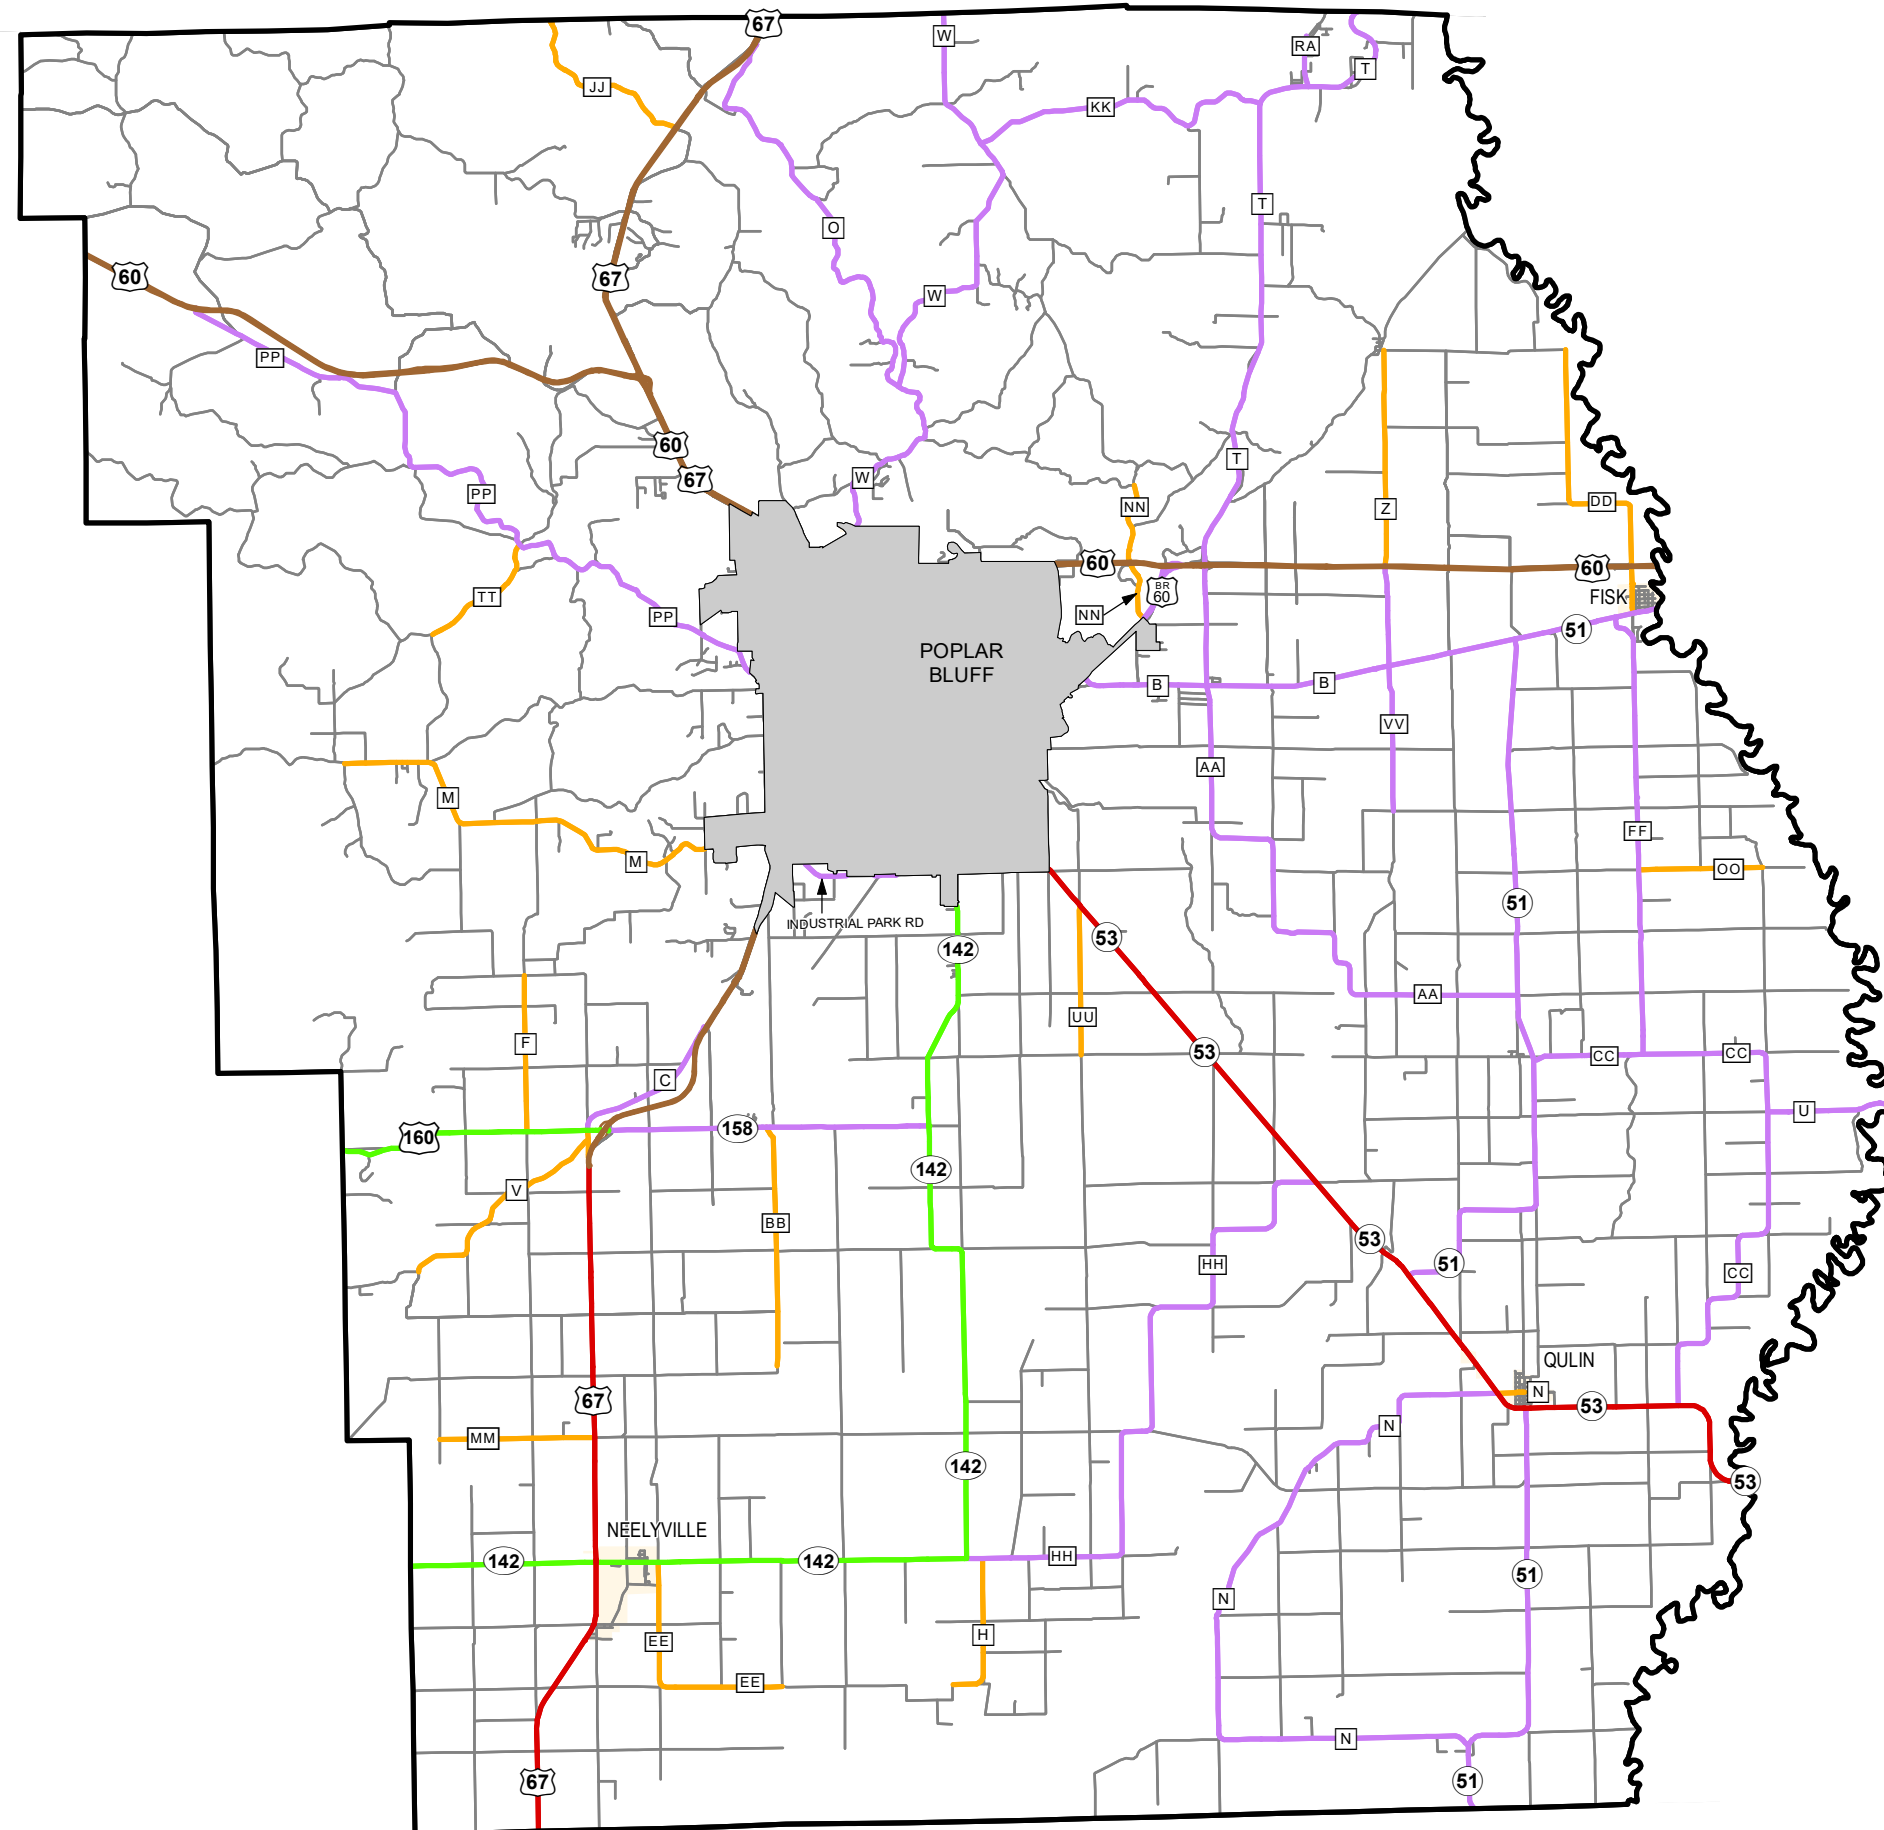 67
W
RA
T
JJ
KK
T
O
60
67
W
PP
60
T
67
W
PP
NN
Z
DD
60
60
BR
60
TT
NN
FISK
PP
51
POPLAR
BLUFF
B
B
VV
AA
M
FF
M
OO
51
INDUSTRIAL PARK RD
53
142
AA
UU
F
53
CC
CC
C
U
158
160
142
V
BB
53
51
HH
CC
QULIN
N
67
53
N
MM
142
53
NEELYVILLE
142
142
HH
51
N
H
EE
EE
N
67
51